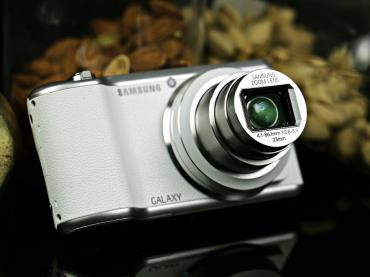 SAMSUNG
SAMSUNG
ZOOM LENS
4.1-86.1mm 1:2.8-5.9
23mm
GALAXY